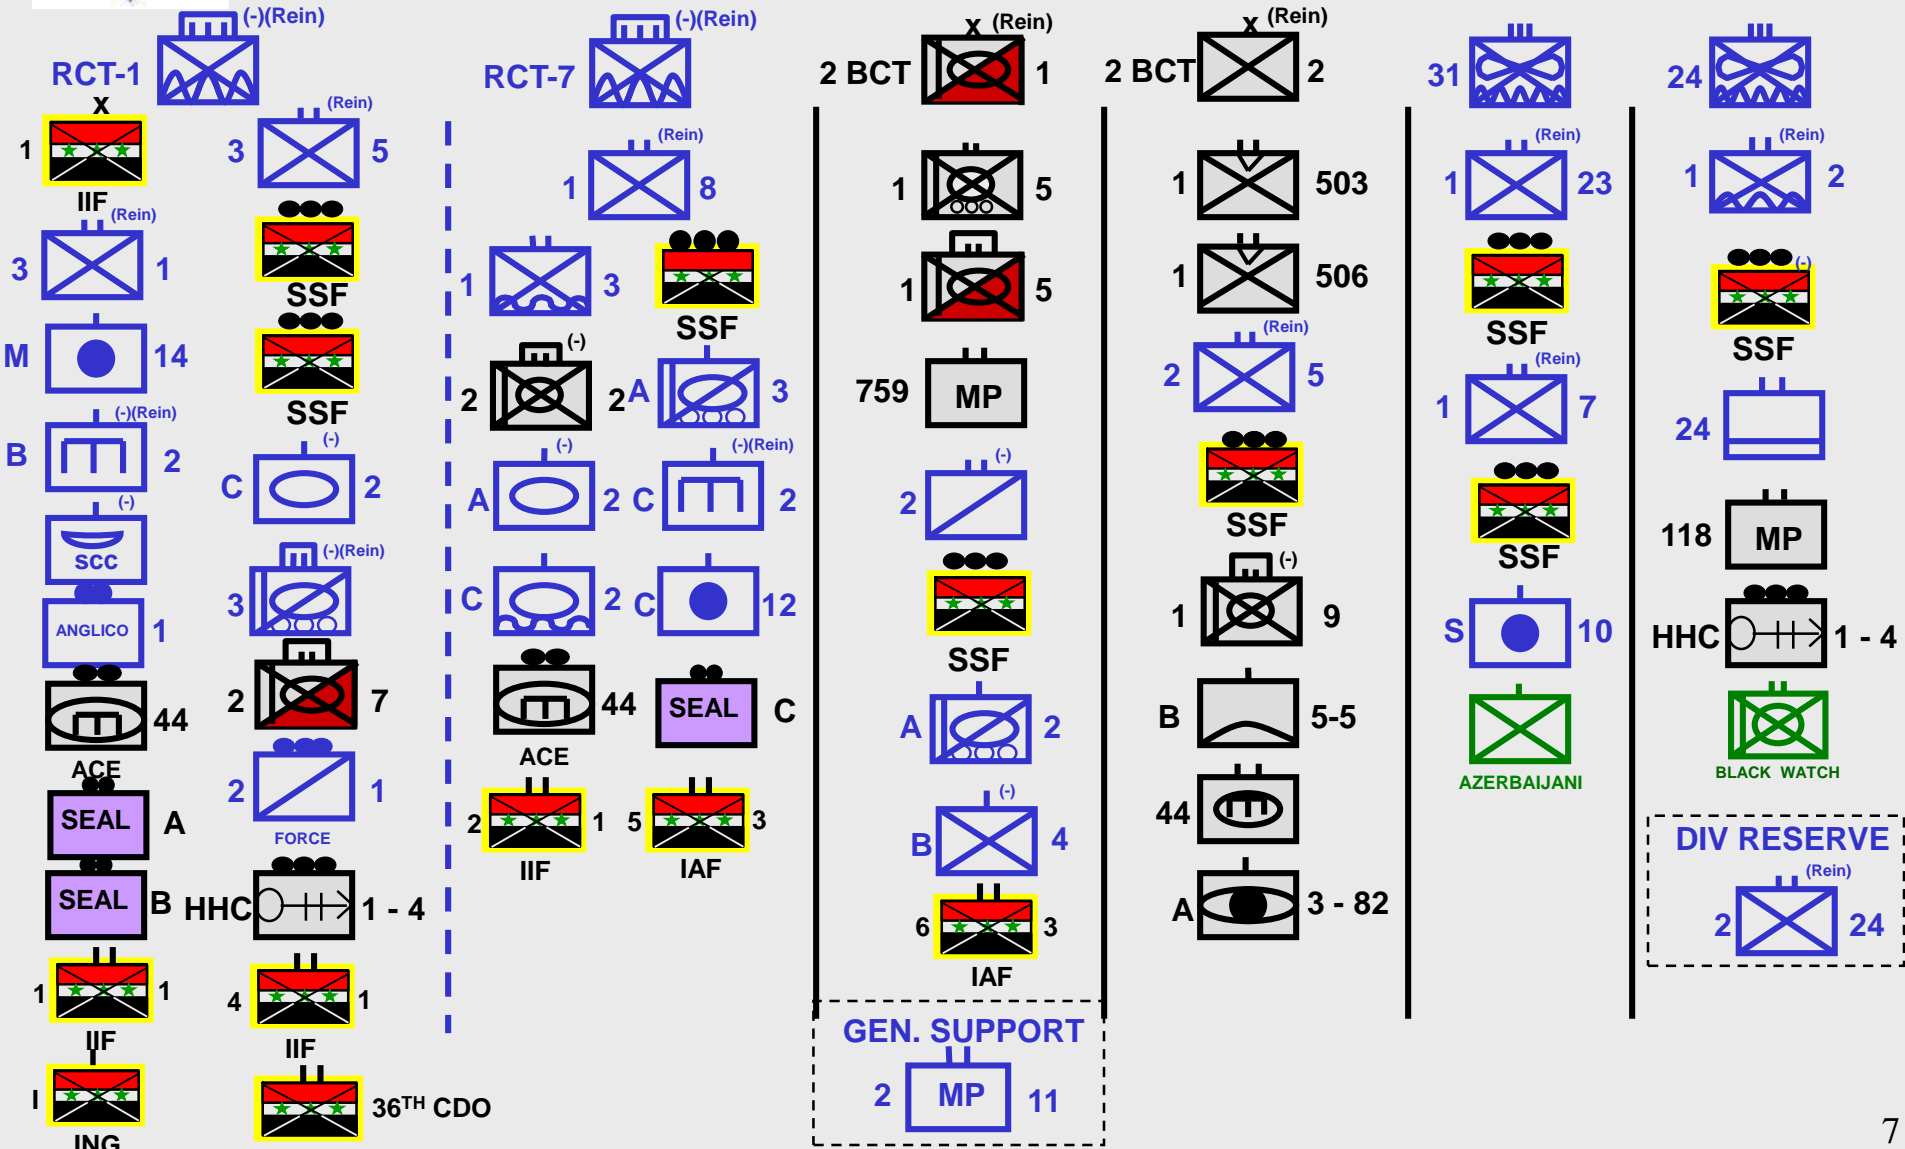 RCT-1 (-)(Rein)
x
1
IIF
3 (Rein) 5
3 (Rein) 1
SSF
M 14
SSF
B (-)(Rein) 2
C (-) 2
(-)
SCC
3 (-)(Rein)
ANGLICO 1
44
ACE
2 7
SEAL A
2 1
FORCE
SEAL B
HHC 1 - 4
1 1
IIF
4 1
IIF
I
ING
36TH CDO
RCT-7 (-)(Rein)
1 (Rein) 8
1 3
SSF
2 (-) 2
A 3
A (-) 2
C (-)(Rein) 2
C 2
C 12
44
ACE
SEAL C
2 1
IIF
5 3
IAF
x (Rein)
2 BCT 1
1 5
1 5
759 MP
2 (-)
SSF
A 2
B (-) 4
6 3
IAF
GEN. SUPPORT
2 MP 11
x (Rein)
2 BCT 2
1 503
1 506
2 (Rein) 5
SSF
1 (-) 9
B 5-5
44
A 3 - 82
31
1 (Rein) 23
SSF
1 (Rein) 7
SSF
S 10
AZERBAIJANI
24
1 (Rein) 2
(-)
SSF
24
118 MP
HHC 1 - 4
BLACK WATCH
DIV RESERVE
2 (Rein) 24
7